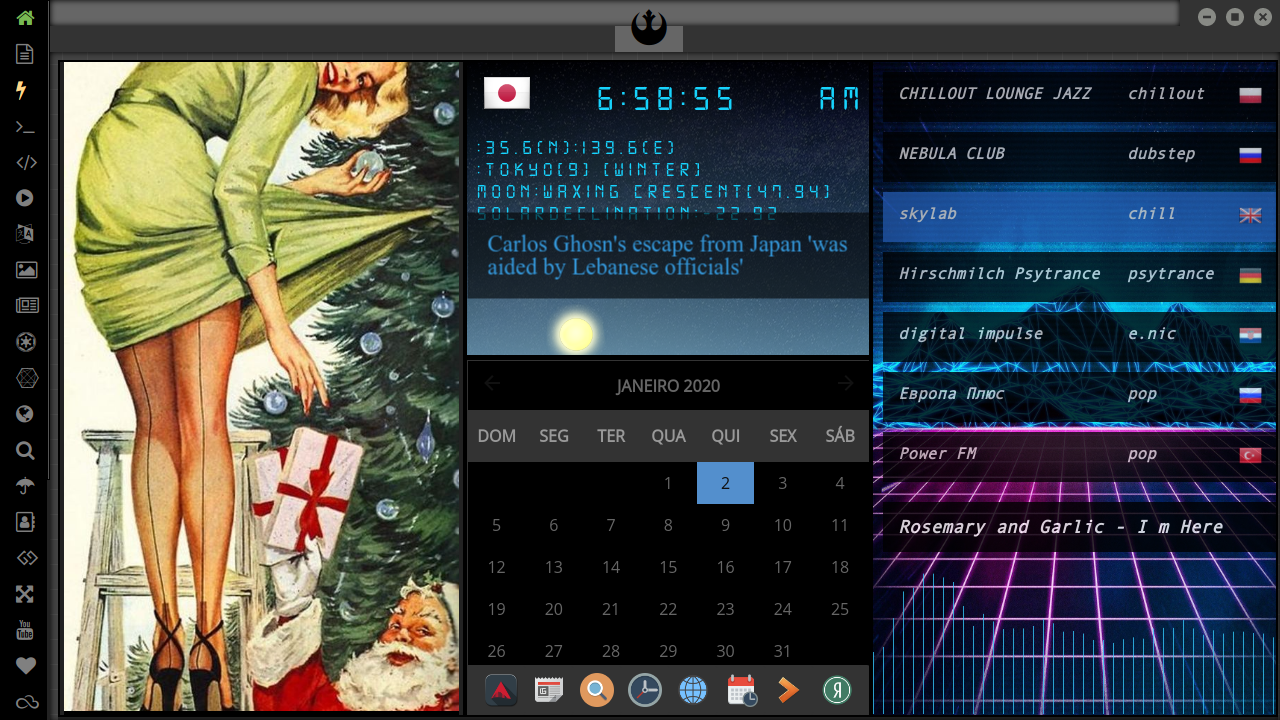 6:58:55 AM
:35.6(N):139.6(E)
:TOKYO(9) (WINTER)
MOON:WAXING CRESCENT(47.94)
SOLARDECLINATION:-22.92
Carlos Ghosn's escape from Japan 'was
aided by Lebanese officials'
JANEIRO 2020
DOM SEG TER QUA QUI SEX SÁB
1 2 3 4
5 6 7 8 9 10 11
12 13 14 15 16 17 18
19 20 21 22 23 24 25
26 27 28 29 30 31
CHILLOUT LOUNGE JAZZ chillout
NEBULA CLUB dubstep
skylab chill
Hirschmilch Psytrance psytrance
digital impulse e.nic
Европа Плюс pop
Power FM pop
Rosemary and Garlic - I m Here
You
Tube
Я